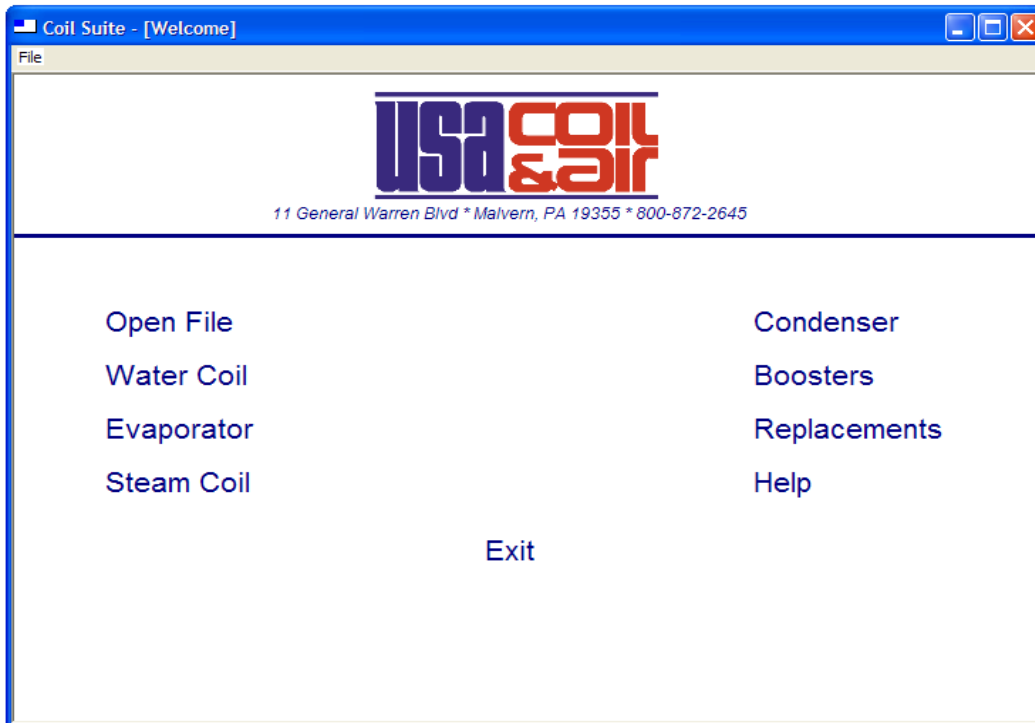 Coil Suite - [Welcome]
File
usa coil & air
11 General Warren Blvd * Malvern, PA 19355 * 800-872-2645
Open File
Water Coil
Evaporator
Steam Coil
Condenser
Boosters
Replacements
Help
Exit